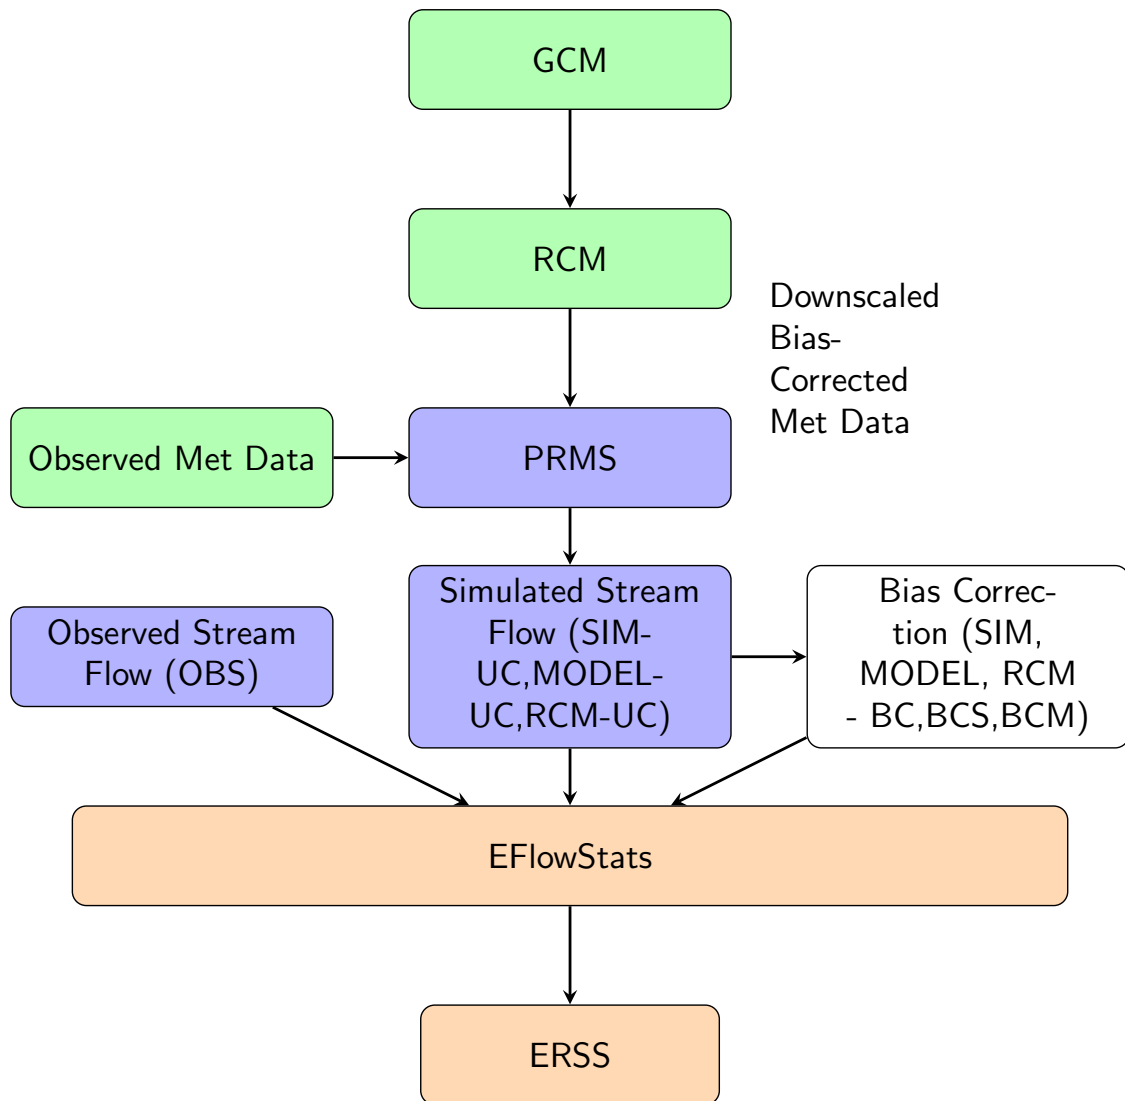 GCM
RCM
Downscaled
Bias-
Corrected
Met Data
Observed Met Data
PRMS
Observed Stream
Flow (OBS)
Simulated Stream
Flow (SIM-
UC,MODEL-
UC,RCM-UC)
Bias Correc-
tion (SIM,
MODEL, RCM
- BC,BCS,BCM)
EFlowStats
ERSS